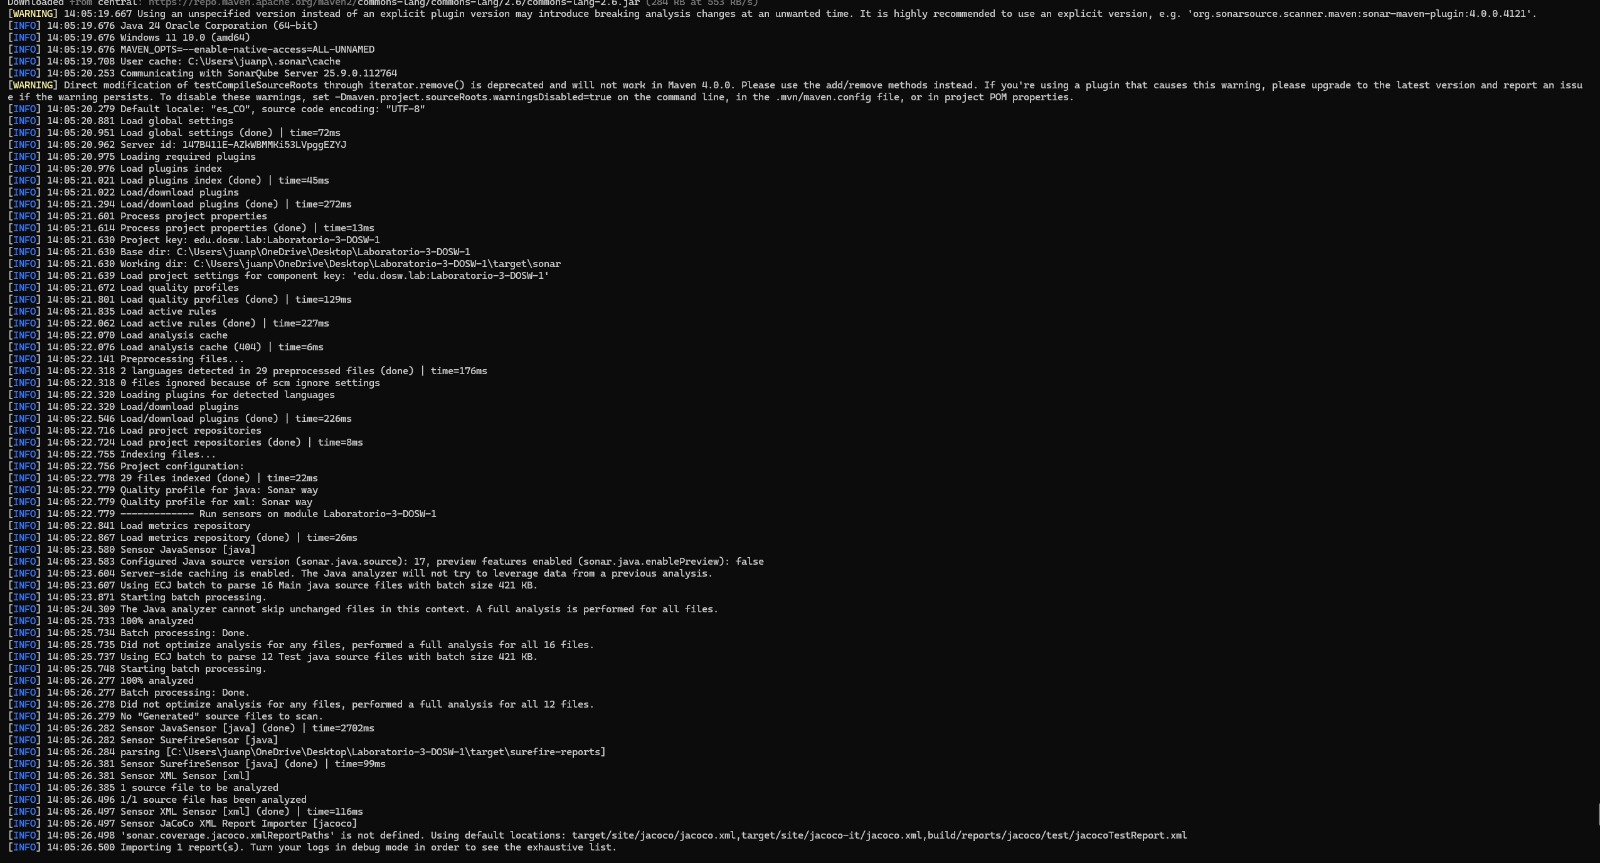 Downloaded from central: https://repo.maven.apache.org/maven2/commons-lang/commons-lang/2.6/commons-lang-2.6.jar (284 kB at 553 kB/s)
[WARNING] 14:05:19.667 Using an unspecified version instead of an explicit plugin version may introduce breaking analysis changes at an unwanted time. It is highly recommended to use an explicit version, e.g. 'org.sonarsource.scanner.maven:sonar-maven-plugin:4.0.0.4121'.
[INFO] 14:05:19.676 Java 24 Oracle Corporation (64-bit)
[INFO] 14:05:19.676 Windows 11 10.0 (amd64)
[INFO] 14:05:19.676 MAVEN_OPTS=--enable-native-access=ALL-UNNAMED
[INFO] 14:05:19.708 User cache: C:\Users\juanp\.sonar\cache
[INFO] 14:05:20.253 Communicating with SonarQube Server 25.9.0.112764
[WARNING] Direct modification of testCompileSourceRoots through iterator.remove() is deprecated and will not work in Maven 4.0.0. Please use the add/remove methods instead. If you're using a plugin that causes this warning, please upgrade to the latest version and report an issu
e if the warning persists. To disable these warnings, set -Dmaven.project.sourceRoots.warningsDisabled=true on the command line, in the .mvn/maven.config file, or in project POM properties.
[INFO] 14:05:20.279 Default locale: "es_CO", source code encoding: "UTF-8"
[INFO] 14:05:20.881 Load global settings
[INFO] 14:05:20.951 Load global settings (done) | time=72ms
[INFO] 14:05:20.962 Server id: 147B411E-AZkWBMMKi53LVpggEZYJ
[INFO] 14:05:20.975 Loading required plugins
[INFO] 14:05:20.976 Load plugins index
[INFO] 14:05:21.021 Load plugins index (done) | time=45ms
[INFO] 14:05:21.022 Load/download plugins
[INFO] 14:05:21.294 Load/download plugins (done) | time=272ms
[INFO] 14:05:21.601 Process project properties
[INFO] 14:05:21.614 Process project properties (done) | time=13ms
[INFO] 14:05:21.630 Project key: edu.dosw.lab:Laboratorio-3-DOSW-1
[INFO] 14:05:21.630 Base dir: C:\Users\juanp\OneDrive\Desktop\Laboratorio-3-DOSW-1
[INFO] 14:05:21.630 Working dir: C:\Users\juanp\OneDrive\Desktop\Laboratorio-3-DOSW-1\target\sonar
[INFO] 14:05:21.639 Load project settings for component key: 'edu.dosw.lab:Laboratorio-3-DOSW-1'
[INFO] 14:05:21.672 Load quality profiles
[INFO] 14:05:21.801 Load quality profiles (done) | time=129ms
[INFO] 14:05:21.835 Load active rules
[INFO] 14:05:22.062 Load active rules (done) | time=227ms
[INFO] 14:05:22.070 Load analysis cache
[INFO] 14:05:22.076 Load analysis cache (404) | time=6ms
[INFO] 14:05:22.141 Preprocessing files...
[INFO] 14:05:22.318 2 languages detected in 29 preprocessed files (done) | time=176ms
[INFO] 14:05:22.318 0 files ignored because of scm ignore settings
[INFO] 14:05:22.320 Loading plugins for detected languages
[INFO] 14:05:22.320 Load/download plugins
[INFO] 14:05:22.546 Load/download plugins (done) | time=226ms
[INFO] 14:05:22.716 Load project repositories
[INFO] 14:05:22.724 Load project repositories (done) | time=8ms
[INFO] 14:05:22.755 Indexing files...
[INFO] 14:05:22.756 Project configuration:
[INFO] 14:05:22.778 29 files indexed (done) | time=22ms
[INFO] 14:05:22.779 Quality profile for java: Sonar way
[INFO] 14:05:22.779 Quality profile for xml: Sonar way
[INFO] 14:05:22.779 ------------- Run sensors on module Laboratorio-3-DOSW-1
[INFO] 14:05:22.841 Load metrics repository
[INFO] 14:05:22.867 Load metrics repository (done) | time=26ms
[INFO] 14:05:23.580 Sensor JavaSensor [java]
[INFO] 14:05:23.583 Configured Java source version (sonar.java.source): 17, preview features enabled (sonar.java.enablePreview): false
[INFO] 14:05:23.604 Server-side caching is enabled. The Java analyzer will not try to leverage data from a previous analysis.
[INFO] 14:05:23.607 Using ECJ batch to parse 16 Main java source files with batch size 421 KB.
[INFO] 14:05:23.871 Starting batch processing.
[INFO] 14:05:24.309 The Java analyzer cannot skip unchanged files in this context. A full analysis is performed for all files.
[INFO] 14:05:25.733 100% analyzed
[INFO] 14:05:25.734 Batch processing: Done.
[INFO] 14:05:25.735 Did not optimize analysis for any files, performed a full analysis for all 16 files.
[INFO] 14:05:25.737 Using ECJ batch to parse 12 Test java source files with batch size 421 KB.
[INFO] 14:05:25.748 Starting batch processing.
[INFO] 14:05:26.277 100% analyzed
[INFO] 14:05:26.277 Batch processing: Done.
[INFO] 14:05:26.278 Did not optimize analysis for any files, performed a full analysis for all 12 files.
[INFO] 14:05:26.279 No "Generated" source files to scan.
[INFO] 14:05:26.282 Sensor JavaSensor [java] (done) | time=2702ms
[INFO] 14:05:26.282 Sensor SurefireSensor [java]
[INFO] 14:05:26.284 parsing [C:\Users\juanp\OneDrive\Desktop\Laboratorio-3-DOSW-1\target\surefire-reports]
[INFO] 14:05:26.381 Sensor SurefireSensor [java] (done) | time=99ms
[INFO] 14:05:26.381 Sensor XML Sensor [xml]
[INFO] 14:05:26.385 1 source file to be analyzed
[INFO] 14:05:26.496 1/1 source file has been analyzed
[INFO] 14:05:26.497 Sensor XML Sensor [xml] (done) | time=116ms
[INFO] 14:05:26.497 Sensor JaCoCo XML Report Importer [jacoco]
[INFO] 14:05:26.498 'sonar.coverage.jacoco.xmlReportPaths' is not defined. Using default locations: target/site/jacoco/jacoco.xml,target/site/jacoco-it/jacoco.xml,build/reports/jacoco/test/jacocoTestReport.xml
[INFO] 14:05:26.500 Importing 1 report(s). Turn your logs in debug mode in order to see the exhaustive list.